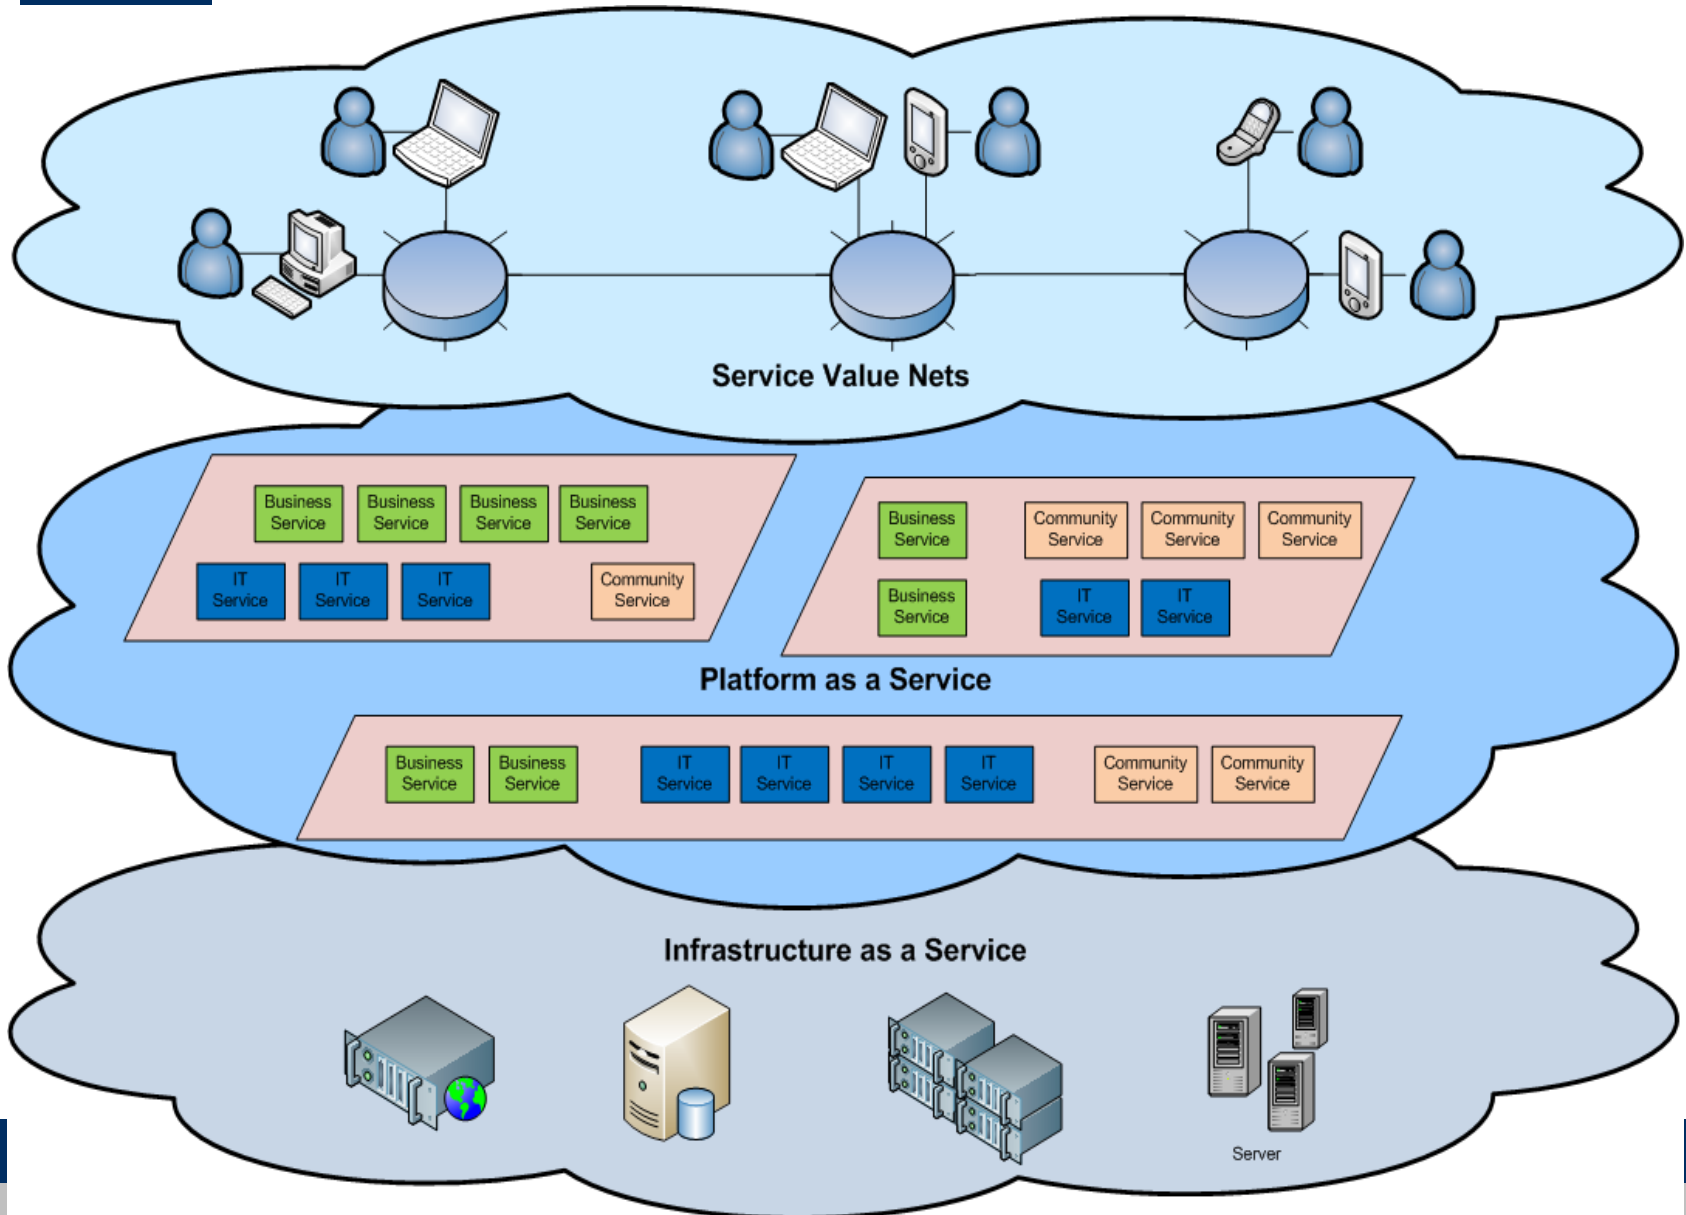 Service Value Nets
Business
Service
Business
Service
Business
Service
Business
Service
IT
Service
IT
Service
IT
Service
Community
Service
Business
Service
Community
Service
Community
Service
Community
Service
Business
Service
IT
Service
IT
Service
Platform as a Service
Business
Service
Business
Service
IT
Service
IT
Service
IT
Service
IT
Service
Community
Service
Community
Service
Infrastructure as a Service
Server